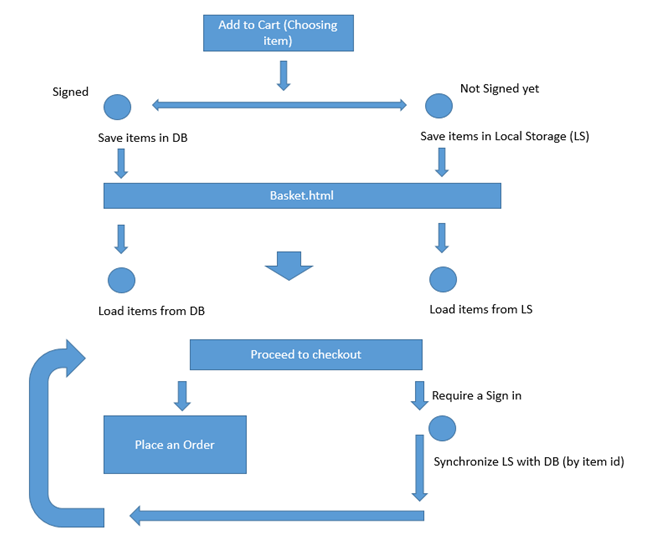 Add to Cart (Choosing
item)
Signed
Not Signed yet
Save items in DB
Save items in Local Storage (LS)
Basket.html
Load items from DB
Load items from LS
Proceed to checkout
Require a Sign in
Place an Order
Synchronize LS with DB (by item id)